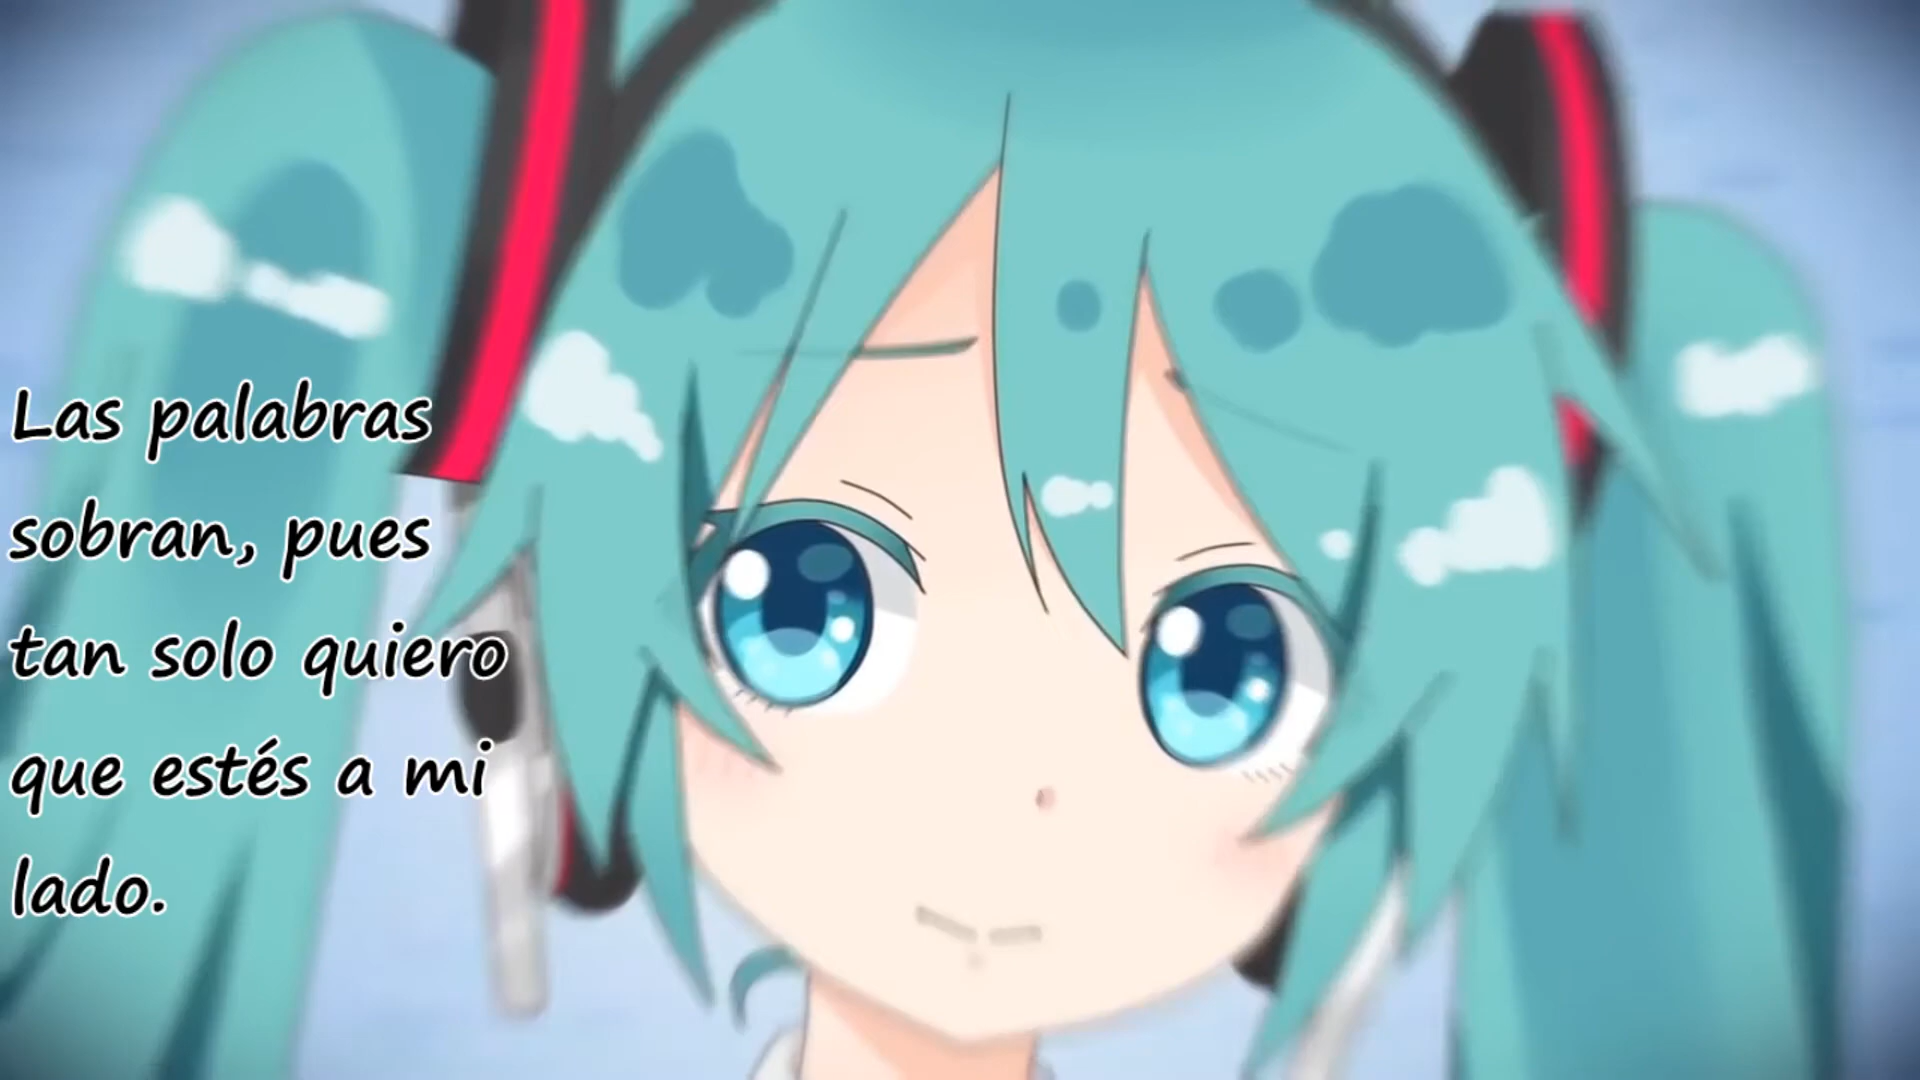 Las palabras
sobran, pues
tan solo quiero
que estés a mi
lado.